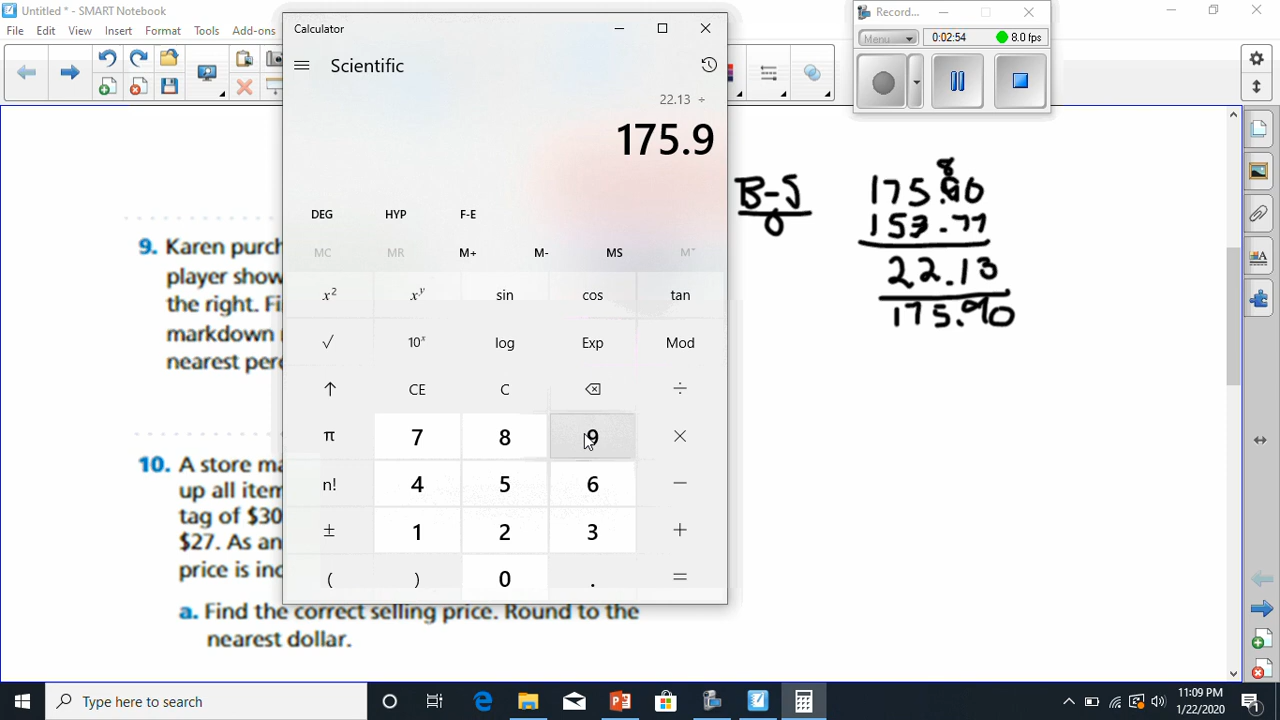 Untitled * - SMART Notebook
File Edit View Insert Format Tools Add-ons
Calculator
Scientific
22.13 ÷
175.9
DEG HYP F-E
MC MR M+ M- MS M˅
x² xʸ sin cos tan
√ 10ˣ log Exp Mod
↑ CE C ÷
π 7 8 9 ×
n! 4 5 6 −
± 1 2 3 +
( ) 0 . =
Record...
Menu 0:02:54 8.0 fps
9. Karen purch
player show
the right. Fi
markdown
nearest per
10. A store ma
up all item
tag of $30
$27. As an
price is inc
a. Find the correct selling price. Round to the
nearest dollar.
B-S
O
8
175.90
153.77
22.13
175.90
Type here to search
11:09 PM
1/22/2020